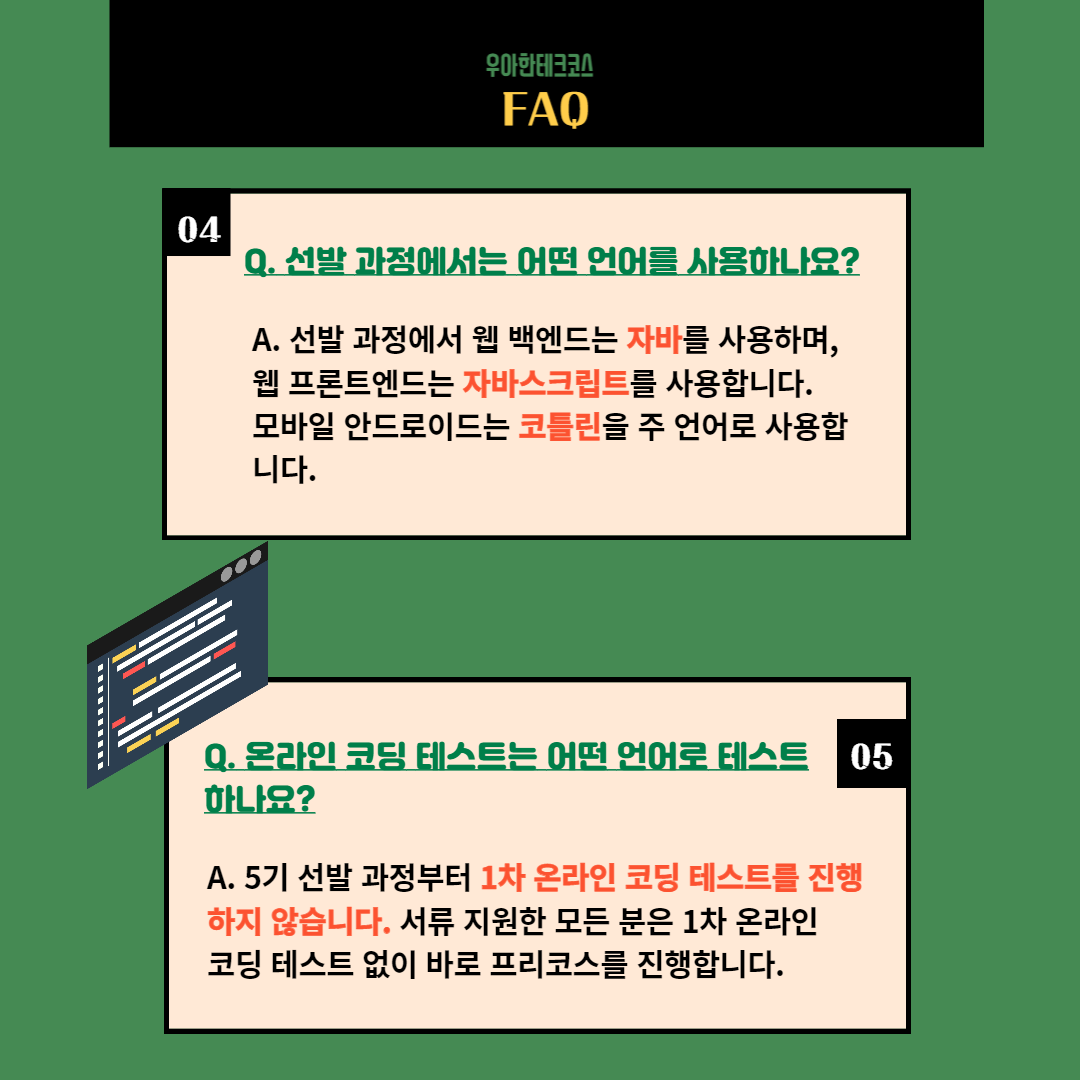 우아한테크코스
FAQ
04
Q. 선발 과정에서는 어떤 언어를 사용하나요?
A. 선발 과정에서 웹 백엔드는 자바를 사용하며,
웹 프론트엔드는 자바스크립트를 사용합니다.
모바일 안드로이드는 코틀린을 주 언어로 사용합
니다.
05
Q. 온라인 코딩 테스트는 어떤 언어로 테스트
하나요?
A. 5기 선발 과정부터 1차 온라인 코딩 테스트를 진행
하지 않습니다. 서류 지원한 모든 분은 1차 온라인
코딩 테스트 없이 바로 프리코스를 진행합니다.